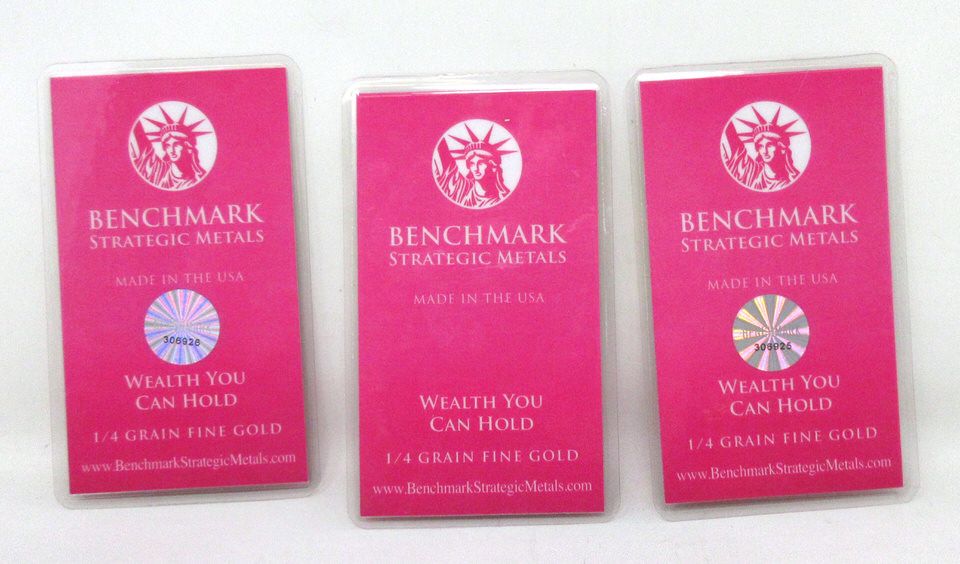 BENCHMARK
STRATEGIC METALS
MADE IN THE USA
BENCHMARK
306926
WEALTH YOU
CAN HOLD
1/4 GRAIN FINE GOLD
www.BenchmarkStrategicMetals.com
BENCHMARK
STRATEGIC METALS
MADE IN THE USA
WEALTH YOU
CAN HOLD
1/4 GRAIN FINE GOLD
www.BenchmarkStrategicMetals.com
BENCHMARK
STRATEGIC METALS
MADE IN THE USA
BENCHMARK
306925
WEALTH YOU
CAN HOLD
1/4 GRAIN FINE GOLD
www.BenchmarkStrategicMetals.com